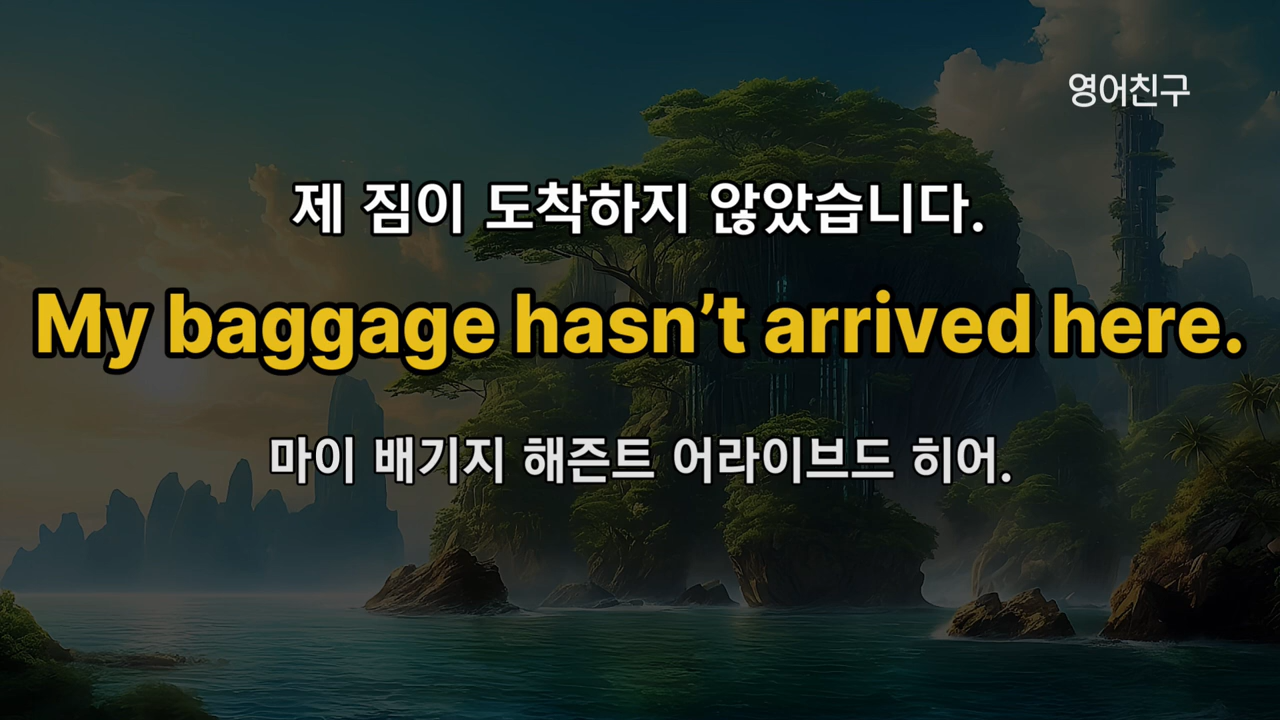 영어친구
제 짐이 도착하지 않았습니다.
My baggage hasn’t arrived here.
마이 배기지 해즌트 어라이브드 히어.